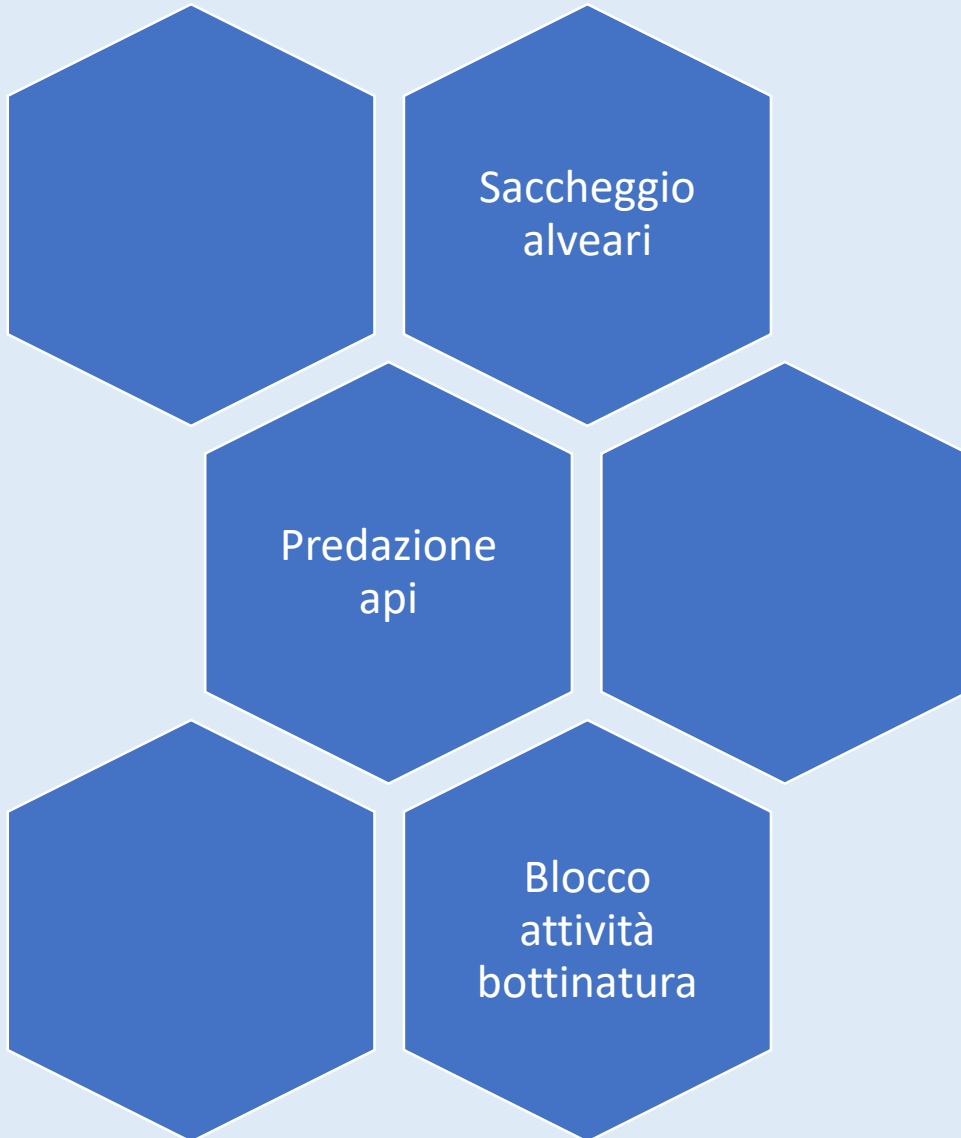 Saccheggio
alveari
Predazione
api
Blocco
attività
bottinatura